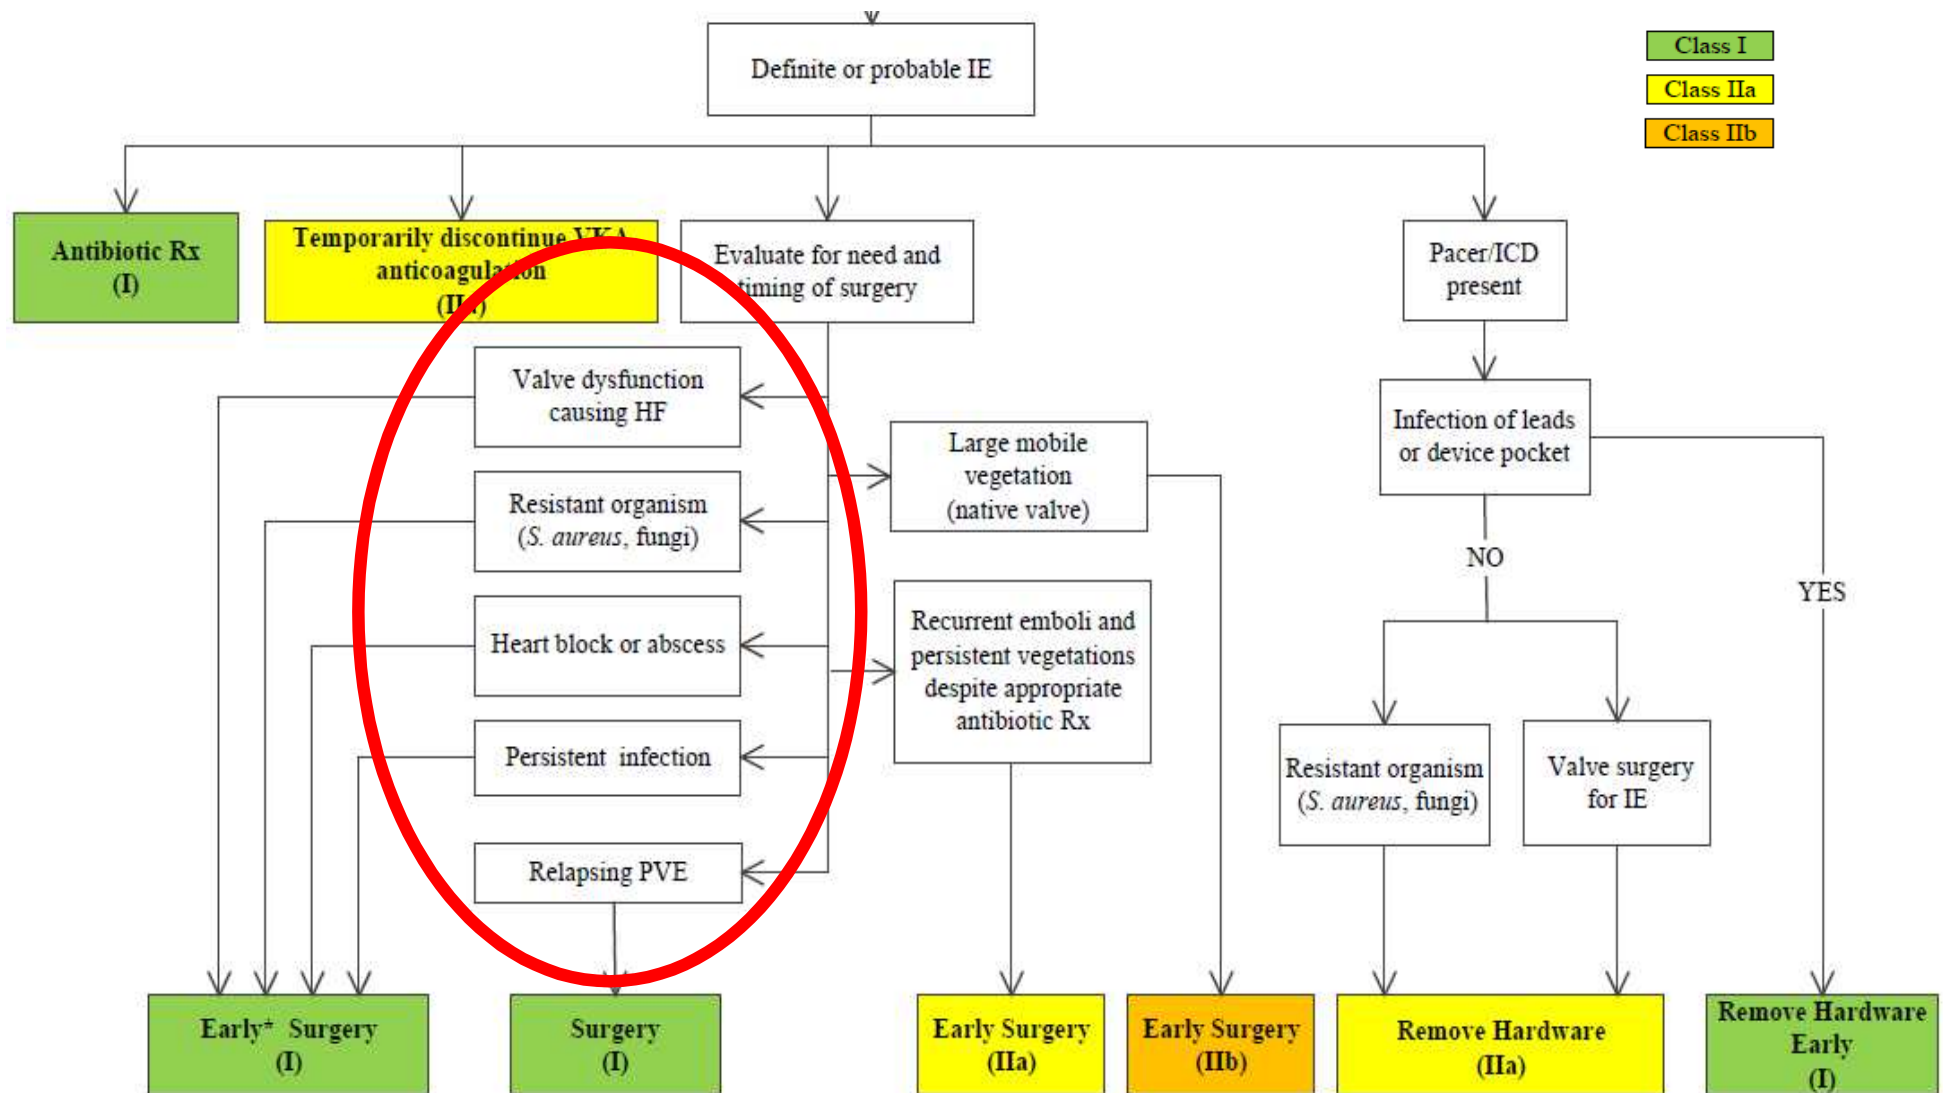 Definite or probable IE
Class I
Class IIa
Class IIb
Antibiotic Rx
(I)
Temporarily discontinue VKA
anticoagulation
(IIa)
Evaluate for need and
timing of surgery
Pacer/ICD
present
Valve dysfunction
causing HF
Resistant organism
(S. aureus, fungi)
Heart block or abscess
Persistent infection
Relapsing PVE
Large mobile
vegetation
(native valve)
Recurrent emboli and
persistent vegetations
despite appropriate
antibiotic Rx
Infection of leads
or device pocket
NO
YES
Resistant organism
(S. aureus, fungi)
Valve surgery
for IE
Early* Surgery
(I)
Surgery
(I)
Early Surgery
(IIa)
Early Surgery
(IIb)
Remove Hardware
(IIa)
Remove Hardware
Early
(I)